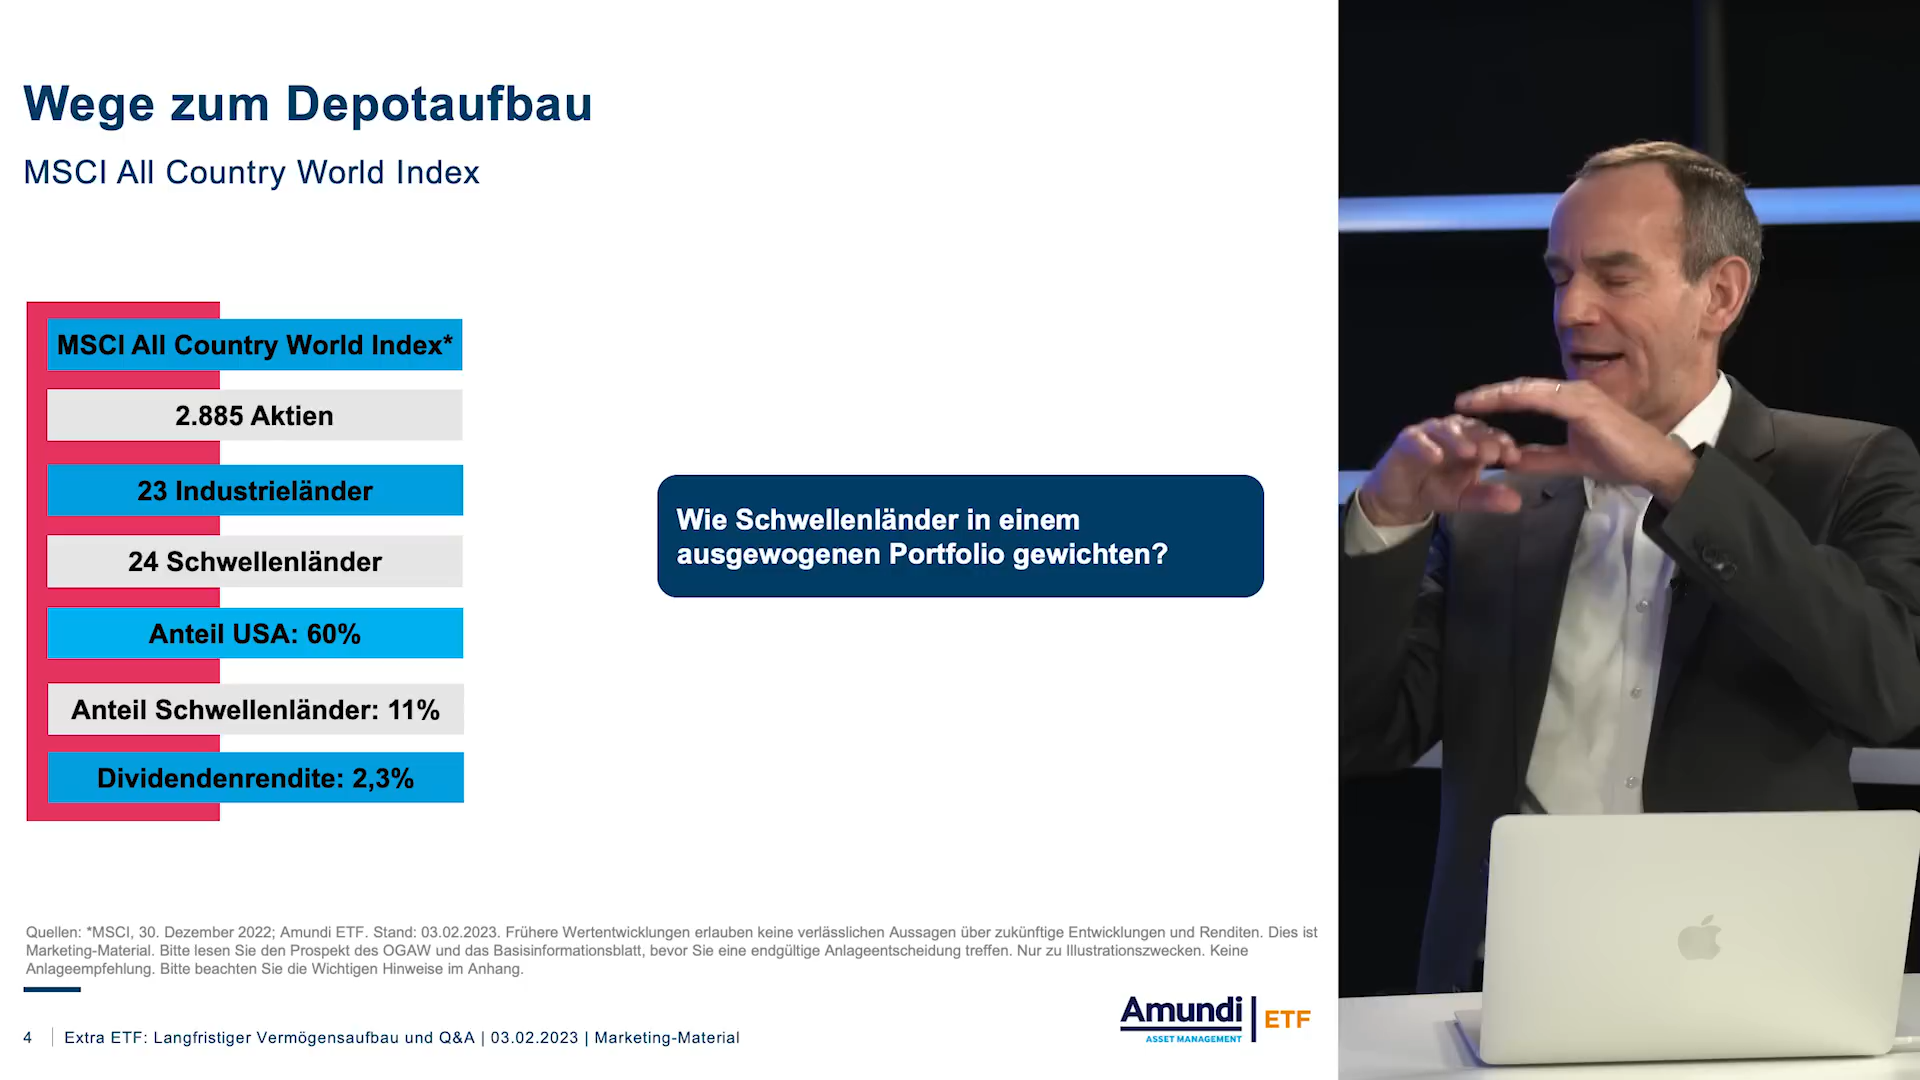 Wege zum Depotaufbau
MSCI All Country World Index
MSCI All Country World Index*
2.885 Aktien
23 Industrieländer
24 Schwellenländer
Anteil USA: 60%
Anteil Schwellenländer: 11%
Dividendenrendite: 2,3%
Wie Schwellenländer in einem
ausgewogenen Portfolio gewichten?
Quellen: *MSCI, 30. Dezember 2022; Amundi ETF. Stand: 03.02.2023. Frühere Wertentwicklungen erlauben keine verlässlichen Aussagen über zukünftige Entwicklungen und Renditen. Dies ist
Marketing-Material. Bitte lesen Sie den Prospekt des OGAW und das Basisinformationsblatt, bevor Sie eine endgültige Anlageentscheidung treffen. Nur zu Illustrationszwecken. Keine
Anlageempfehlung. Bitte beachten Sie die Wichtigen Hinweise im Anhang.
4 | Extra ETF: Langfristiger Vermögensaufbau und Q&A | 03.02.2023 | Marketing-Material
Amundi | ETF
ASSET MANAGEMENT